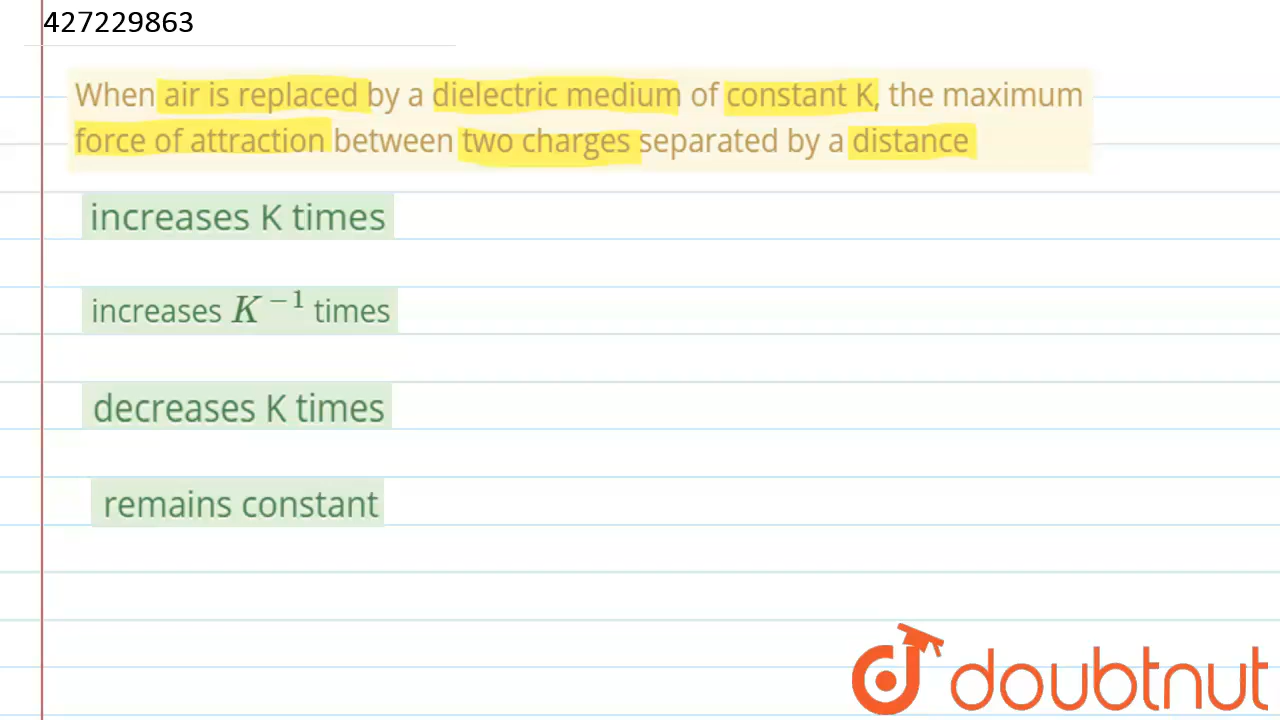 427229863
When air is replaced by a dielectric medium of constant K, the maximum
force of attraction between two charges separated by a distance
increases K times
increases $K^{-1}$ times
decreases K times
remains constant
doubtnut